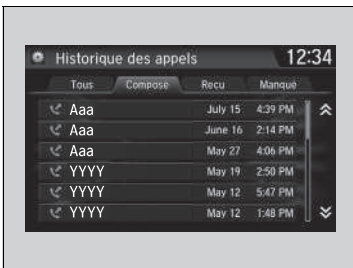 Historique des appels 12:34
Tous Composé Recu Manque
Aaa July 15 4:39 PM
Aaa June 16 2:14 PM
Aaa May 27 4:06 PM
YYYY May 19 2:50 PM
YYYY May 12 5:47 PM
YYYY May 12 1:48 PM